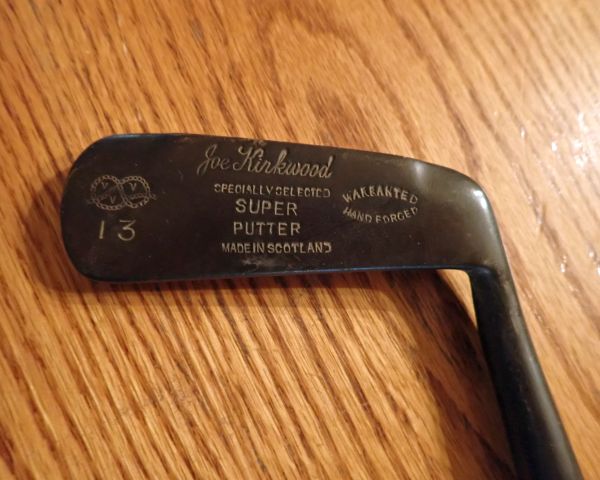 Joe Kirkwood
SPECIALLY SELECTED
SUPER
PUTTER
MADE IN SCOTLAND
WARRANTED
HAND FORGED
V V
V
13